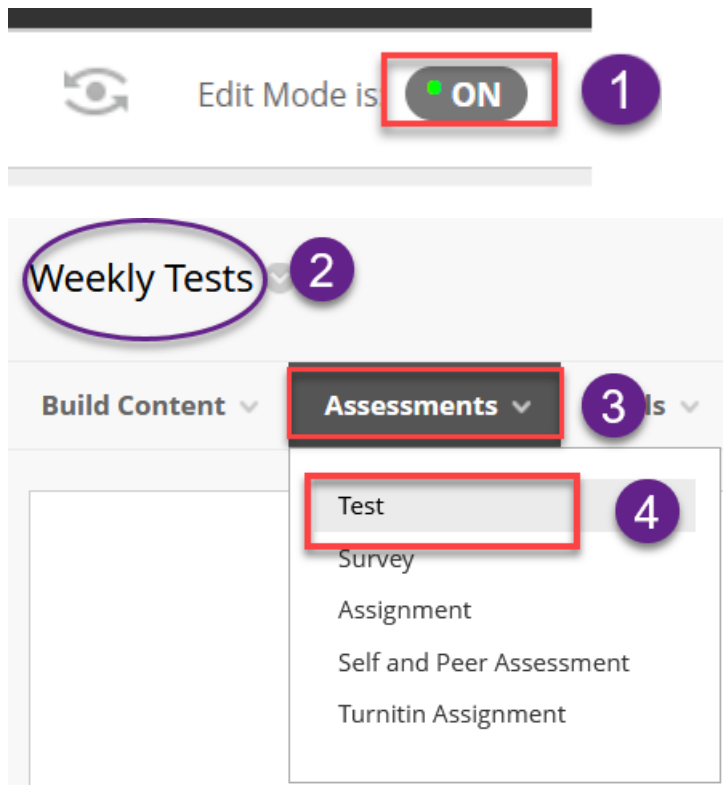 Edit Mode is: ON 1
Weekly Tests 2
Build Content Assessments 3 ls
Test 4
Survey
Assignment
Self and Peer Assessment
Turnitin Assignment